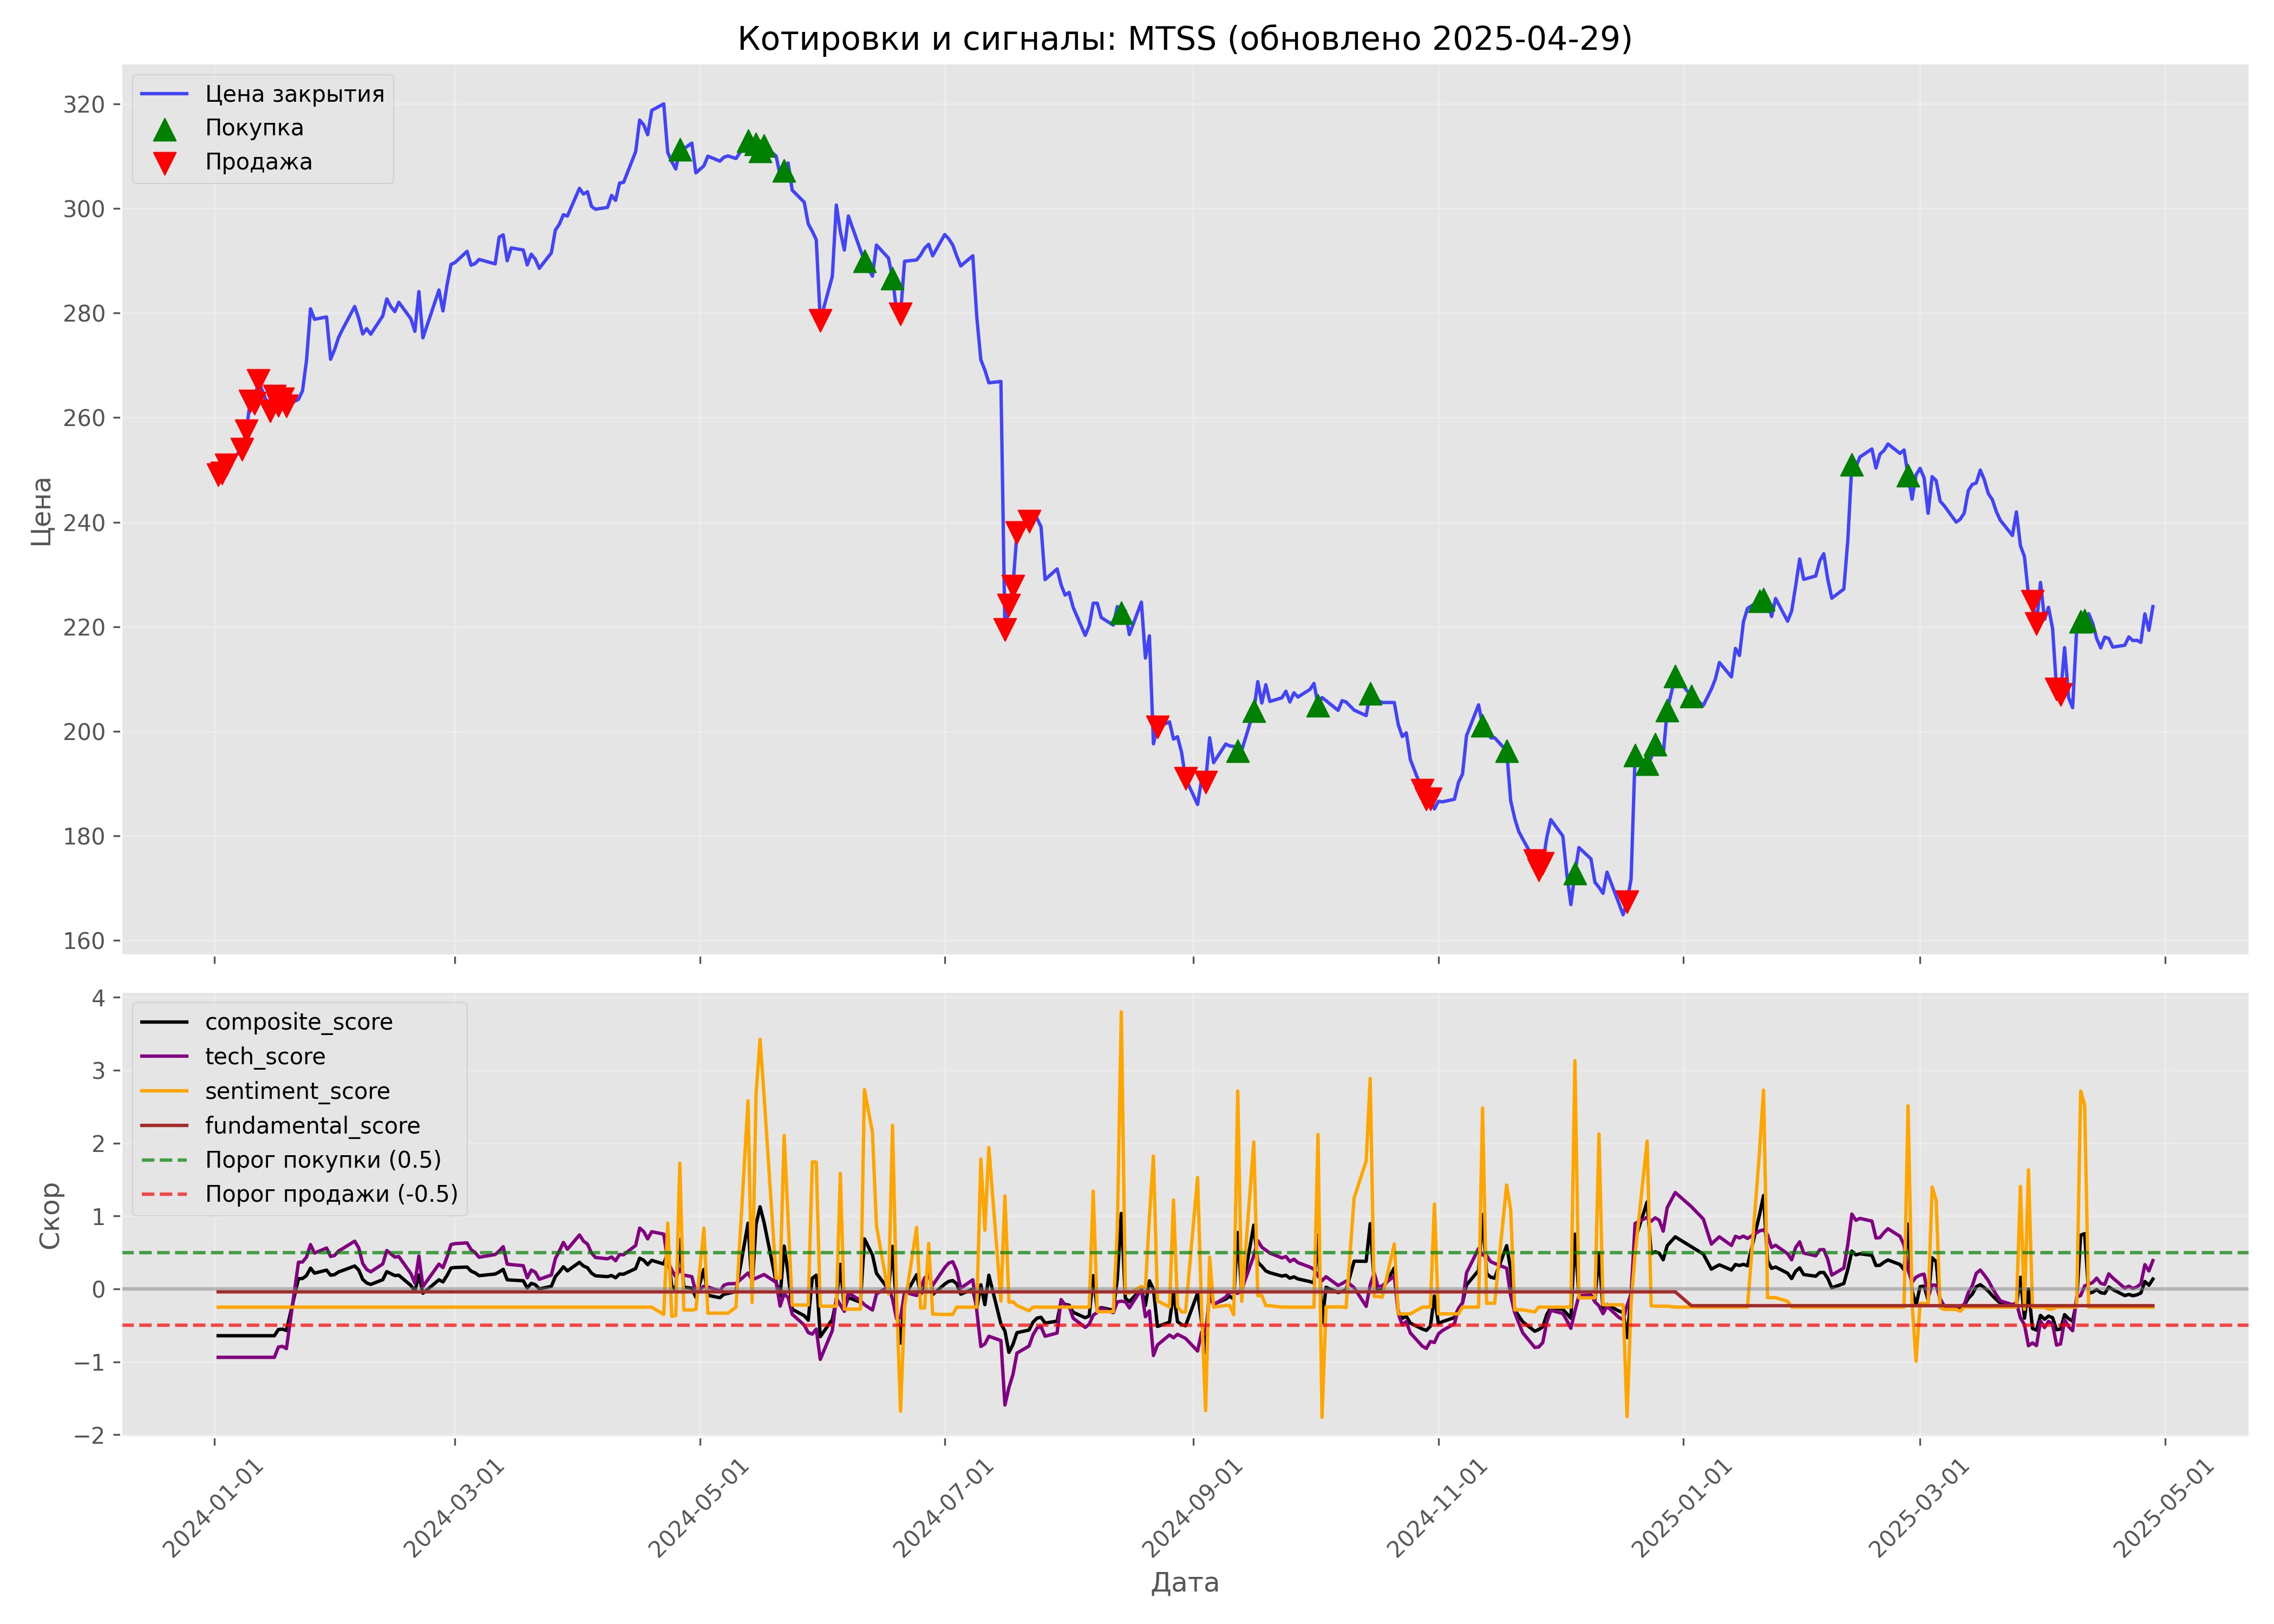 Котировки и сигналы: MTSS (обновлено 2025-04-29)
Цена закрытия
Покупка
Продажа
Цена
320
300
280
260
240
220
200
180
160
composite_score
tech_score
sentiment_score
fundamental_score
Порог покупки (0.5)
Порог продажи (-0.5)
Скор
4
3
2
1
0
−1
−2
2024-01-01
2024-03-01
2024-05-01
2024-07-01
2024-09-01
2024-11-01
2025-01-01
2025-03-01
2025-05-01
Дата